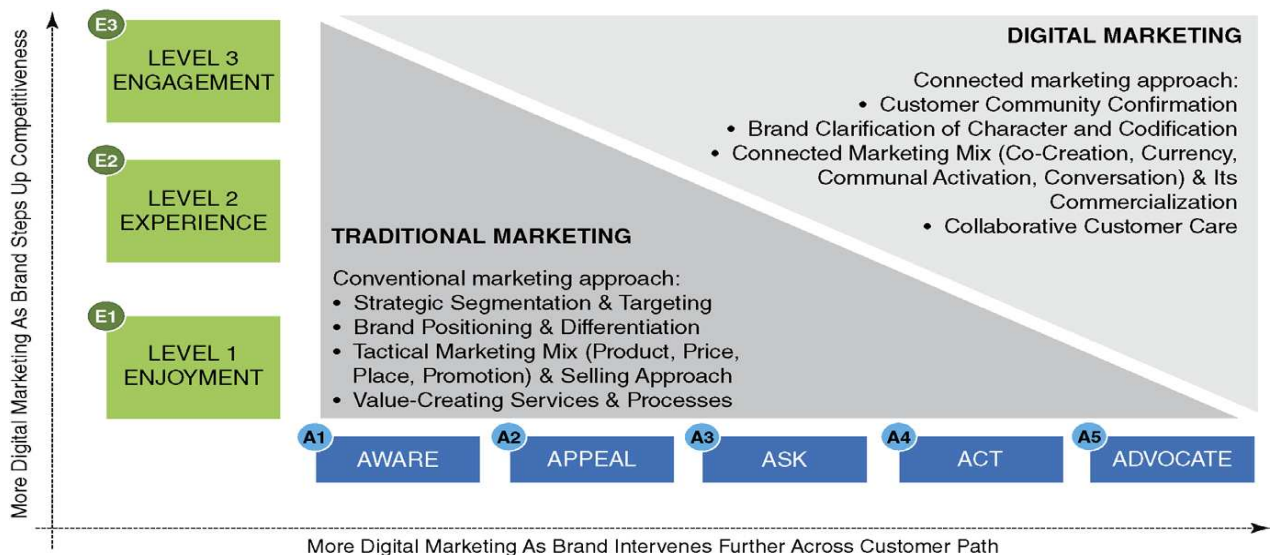 More Digital Marketing As Brand Steps Up Competitiveness
E3
LEVEL 3
ENGAGEMENT
E2
LEVEL 2
EXPERIENCE
E1
LEVEL 1
ENJOYMENT
DIGITAL MARKETING
Connected marketing approach:
• Customer Community Confirmation
• Brand Clarification of Character and Codification
• Connected Marketing Mix (Co-Creation, Currency,
Communal Activation, Conversation) & Its
Commercialization
• Collaborative Customer Care
TRADITIONAL MARKETING
Conventional marketing approach:
• Strategic Segmentation & Targeting
• Brand Positioning & Differentiation
• Tactical Marketing Mix (Product, Price,
Place, Promotion) & Selling Approach
• Value-Creating Services & Processes
A1
AWARE
A2
APPEAL
A3
ASK
A4
ACT
A5
ADVOCATE
More Digital Marketing As Brand Intervenes Further Across Customer Path